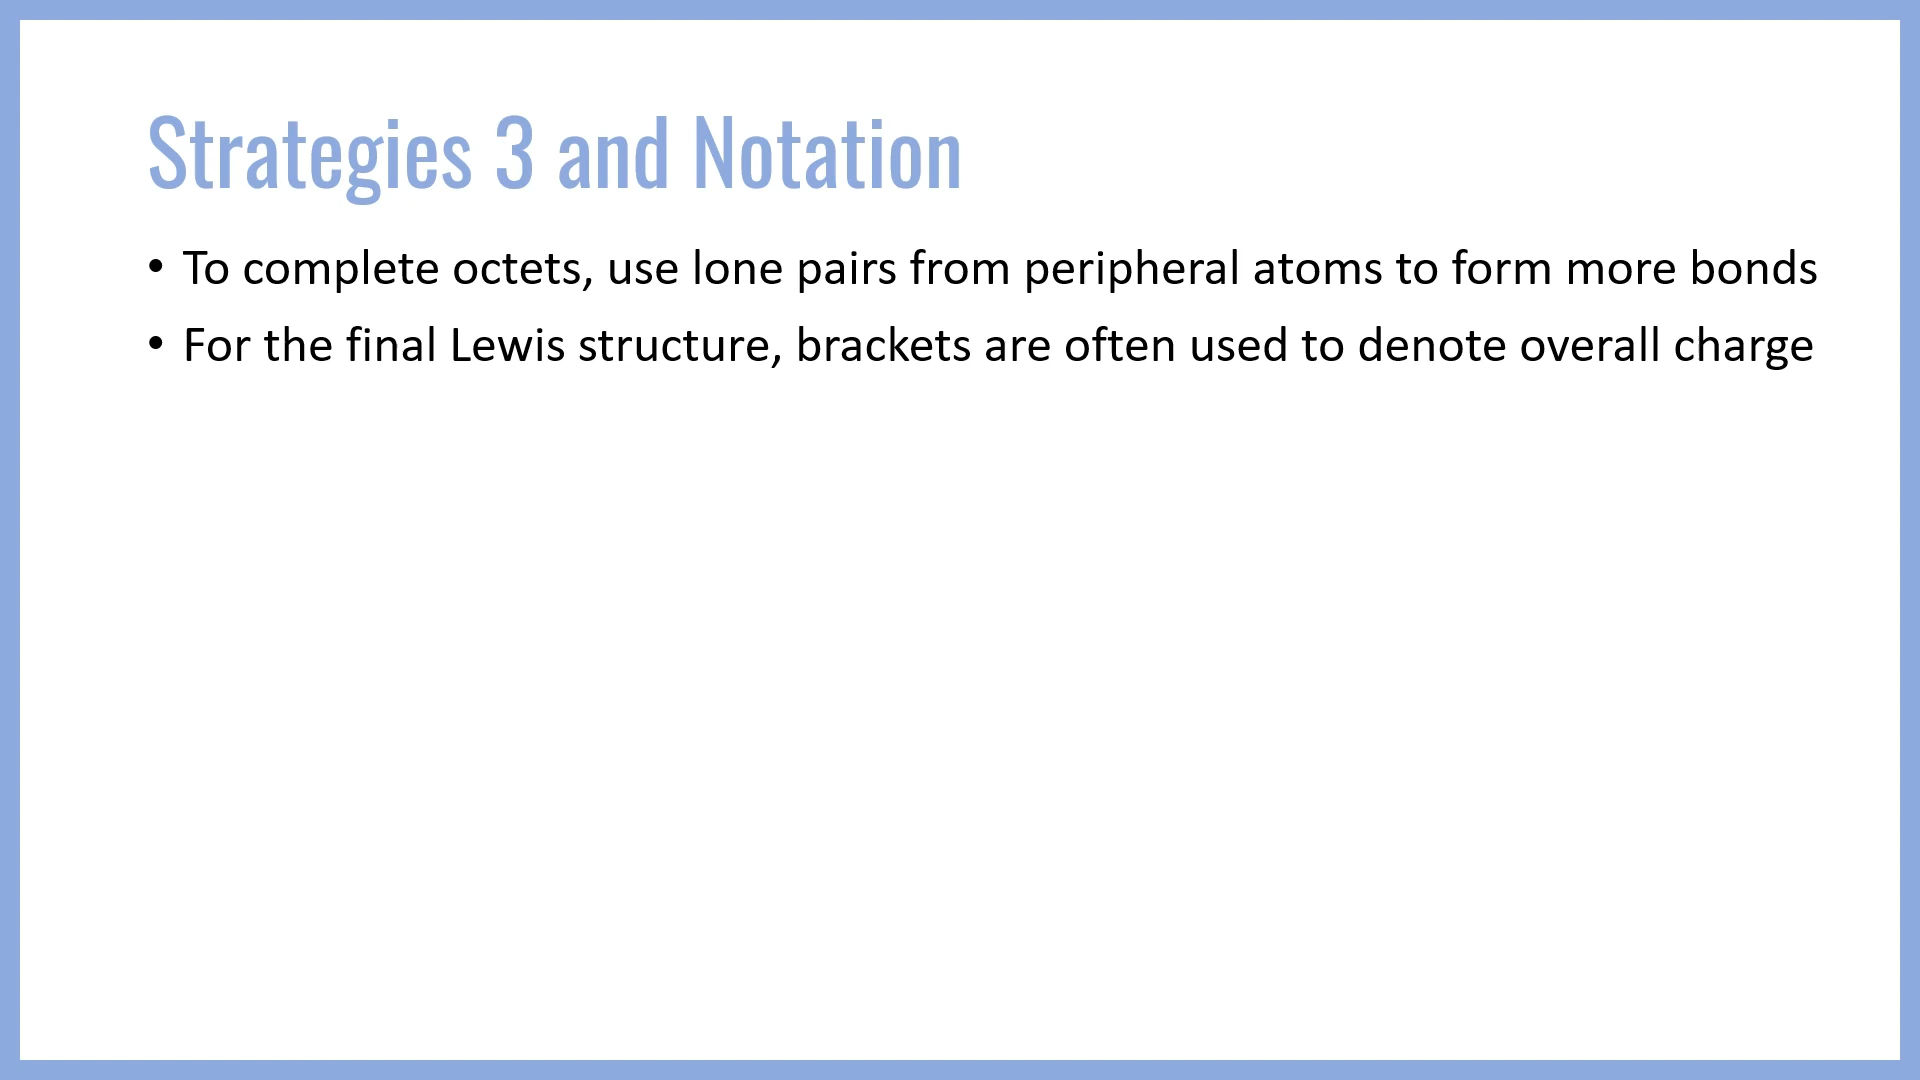 Strategies 3 and Notation
• To complete octets, use lone pairs from peripheral atoms to form more bonds
• For the final Lewis structure, brackets are often used to denote overall charge